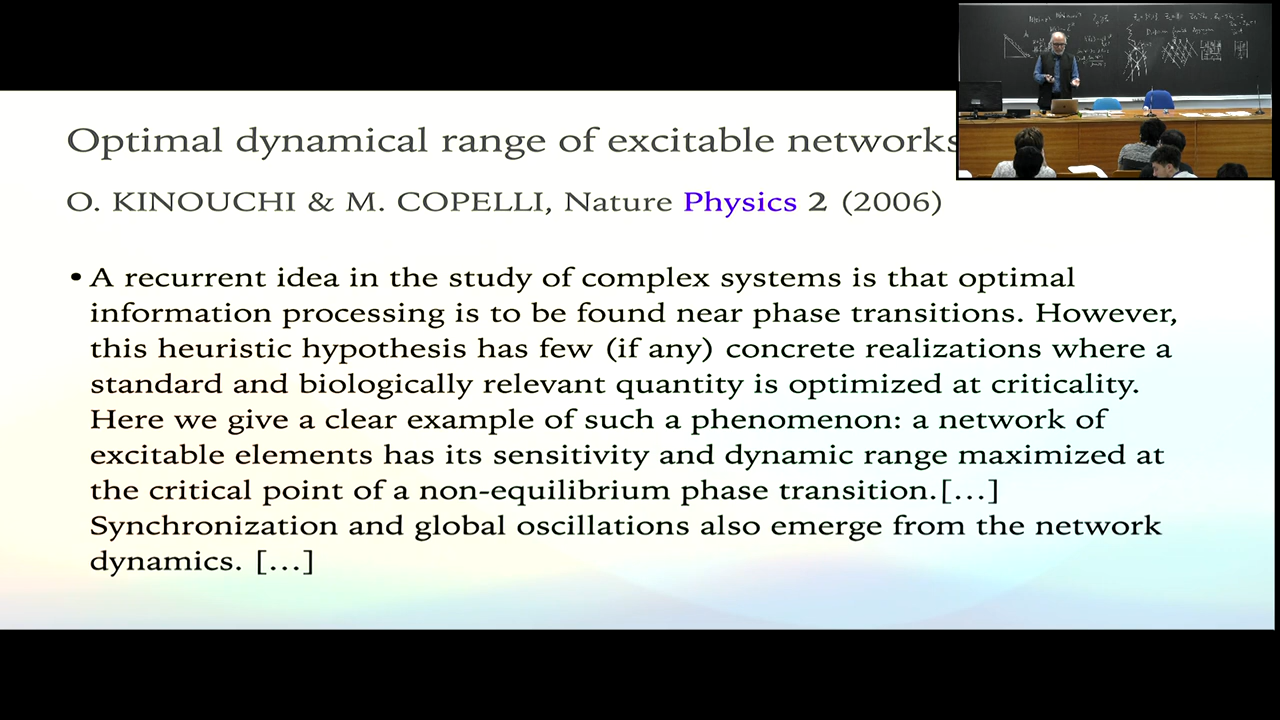 Optimal dynamical range of excitable networks
O. KINOUCHI & M. COPELLI, Nature Physics 2 (2006)
• A recurrent idea in the study of complex systems is that optimal
information processing is to be found near phase transitions. However,
this heuristic hypothesis has few (if any) concrete realizations where a
standard and biologically relevant quantity is optimized at criticality.
Here we give a clear example of such a phenomenon: a network of
excitable elements has its sensitivity and dynamic range maximized at
the critical point of a non-equilibrium phase transition.[...]
Synchronization and global oscillations also emerge from the network
dynamics. [...]